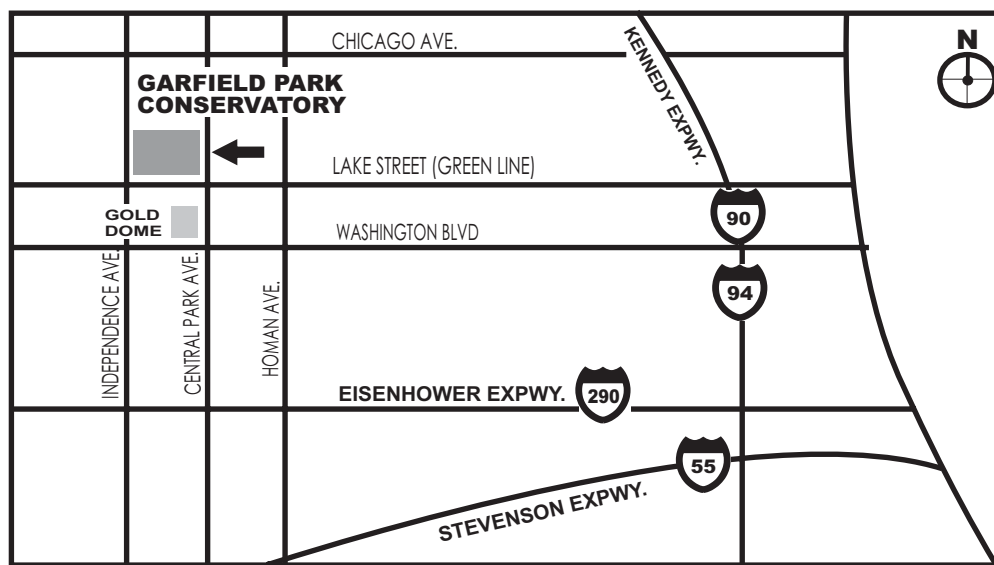 CHICAGO AVE.
KENNEDY EXPWY.
N
GARFIELD PARK
CONSERVATORY
LAKE STREET (GREEN LINE)
90
GOLD
DOME
WASHINGTON BLVD
INDEPENDENCE AVE.
CENTRAL PARK AVE.
HOMAN AVE.
94
EISENHOWER EXPWY.
290
55
STEVENSON EXPWY.